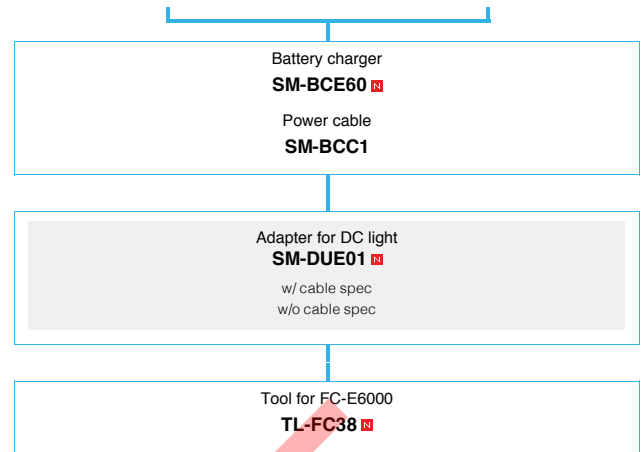 Battery charger
SM-BCE60 N
Power cable
SM-BCC1
Adapter for DC light
SM-DUE01 N
w/ cable spec
w/o cable spec
Tool for FC-E6000
TL-FC38 N